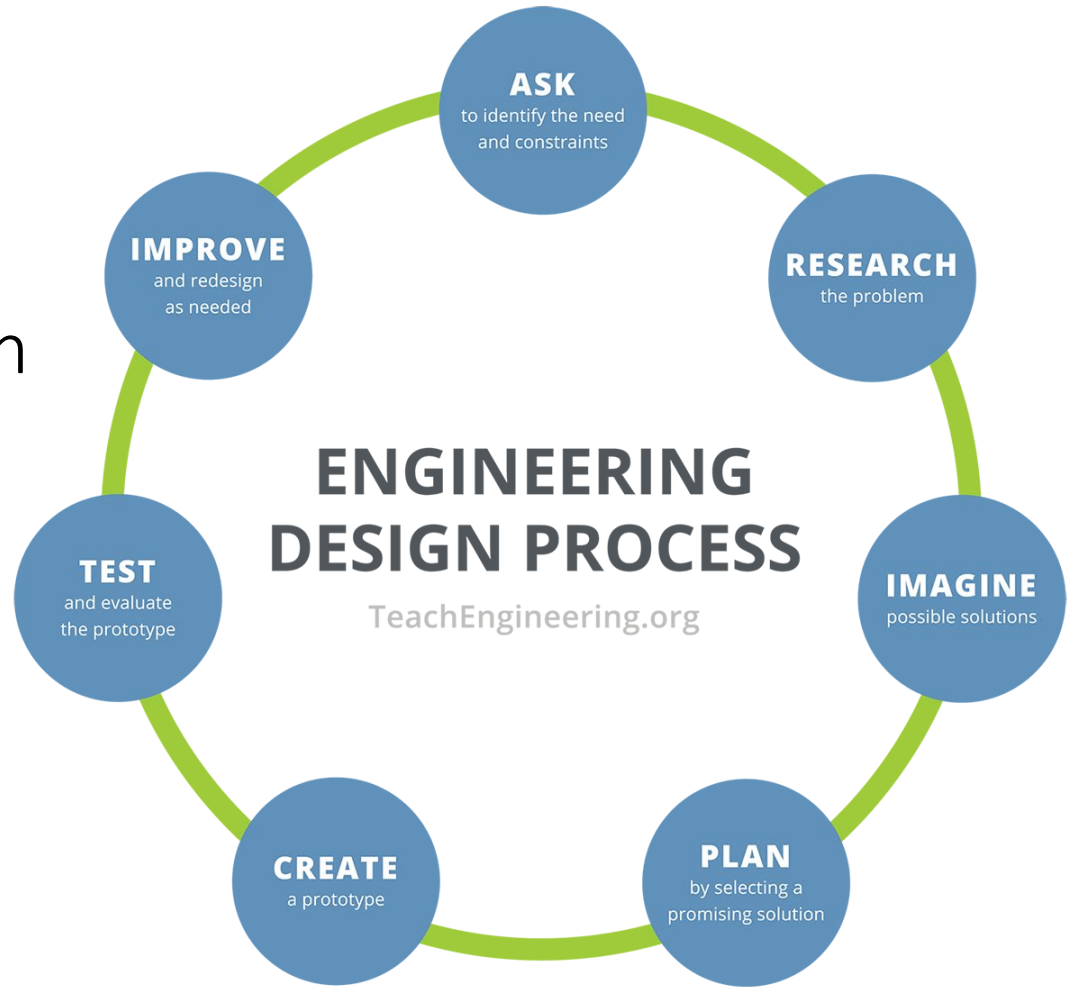 ASK
to identify the need
and constraints
RESEARCH
the problem
IMAGINE
possible solutions
PLAN
by selecting a
promising solution
CREATE
a prototype
TEST
and evaluate
the prototype
IMPROVE
and redesign
as needed
n
ENGINEERING
DESIGN PROCESS
TeachEngineering.org